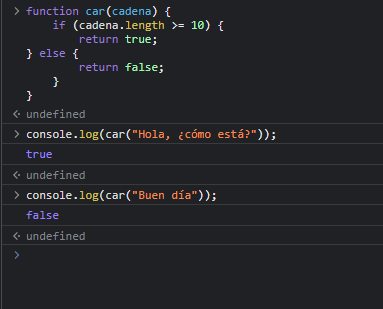 function car(cadena) {
if (cadena.length >= 10) {
return true;
} else {
return false;
}
}
undefined
console.log(car("Hola, ¿cómo está?"));
true
undefined
console.log(car("Buen día"));
false
undefined